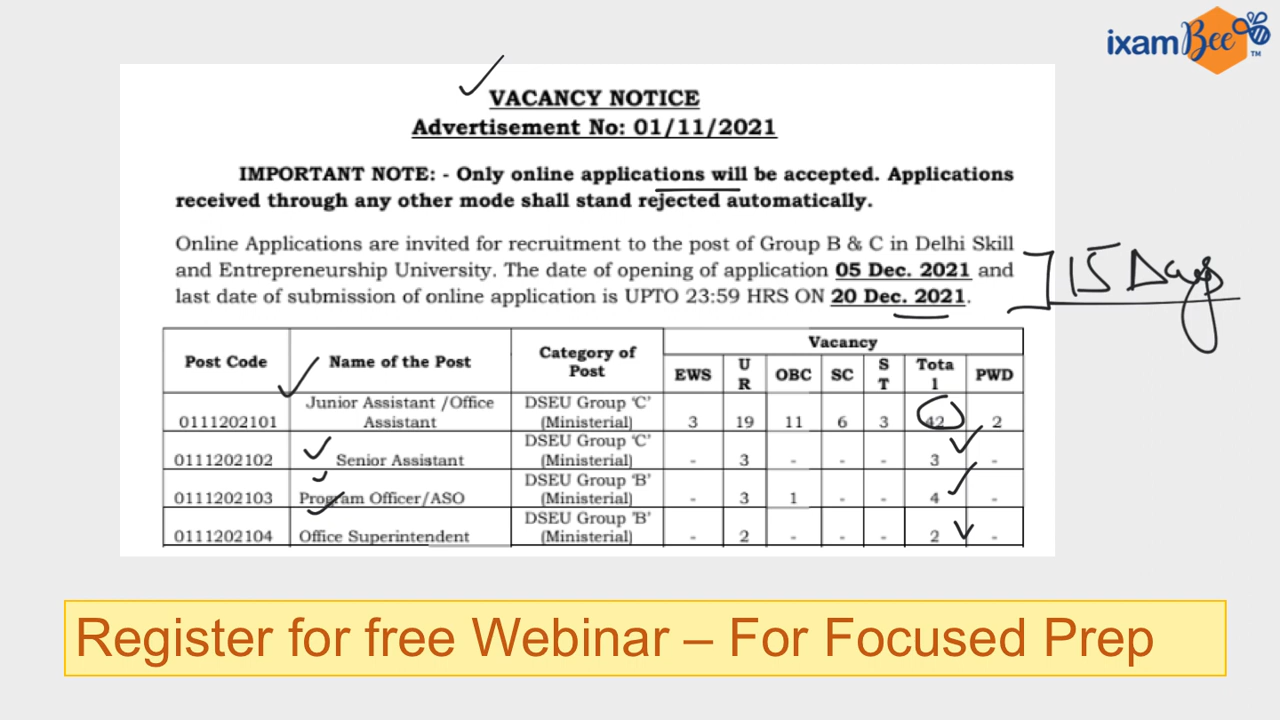 ixamBee
TM
VACANCY NOTICE
Advertisement No: 01/11/2021
IMPORTANT NOTE: - Only online applications will be accepted. Applications
received through any other mode shall stand rejected automatically.
Online Applications are invited for recruitment to the post of Group B & C in Delhi Skill
and Entrepreneurship University. The date of opening of application 05 Dec. 2021 and
last date of submission of online application is UPTO 23:59 HRS ON 20 Dec. 2021.
15 Days
Post Code Name of the Post Category of Post Vacancy
EWS UR OBC SC ST Total PWD
0111202101 Junior Assistant /Office Assistant DSEU Group 'C' (Ministerial) 3 19 11 6 3 42 2
0111202102 Senior Assistant DSEU Group 'C' (Ministerial) - 3 - - - 3 -
0111202103 Program Officer/ASO DSEU Group 'B' (Ministerial) - 3 1 - - 4 -
0111202104 Office Superintendent DSEU Group 'B' (Ministerial) - 2 - - - 2 -
Register for free Webinar – For Focused Prep